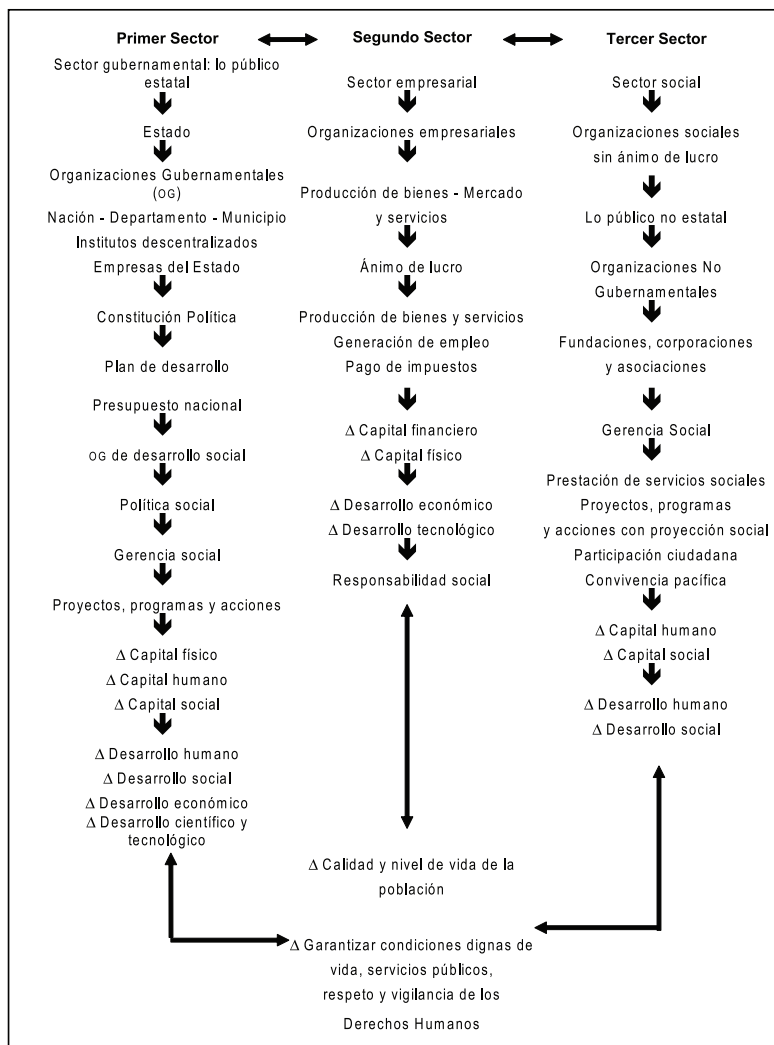 Primer Sector
Segundo Sector
Tercer Sector
Sector gubernamental: lo público
estatal
Estado
Organizaciones Gubernamentales
(OG)
Nación - Departamento - Municipio
Institutos descentralizados
Empresas del Estado
Constitución Política
Plan de desarrollo
Presupuesto nacional
OG de desarrollo social
Política social
Gerencia social
Proyectos, programas y acciones
∆ Capital físico
∆ Capital humano
∆ Capital social
∆ Desarrollo humano
∆ Desarrollo social
∆ Desarrollo económico
∆ Desarrollo científico y
tecnológico
Sector empresarial
Organizaciones empresariales
Producción de bienes - Mercado
y servicios
Ánimo de lucro
Producción de bienes y servicios
Generación de empleo
Pago de impuestos
∆ Capital financiero
∆ Capital físico
∆ Desarrollo económico
∆ Desarrollo tecnológico
Responsabilidad social
Sector social
Organizaciones sociales
sin ánimo de lucro
Lo público no estatal
Organizaciones No
Gubernamentales
Fundaciones, corporaciones
y asociaciones
Gerencia Social
Prestación de servicios sociales
Proyectos, programas
y acciones con proyección social
Participación ciudadana
Convivencia pacífica
∆ Capital humano
∆ Capital social
∆ Desarrollo humano
∆ Desarrollo social
∆ Calidad y nivel de vida de la
población
∆ Garantizar condiciones dignas de
vida, servicios públicos,
respeto y vigilancia de los
Derechos Humanos